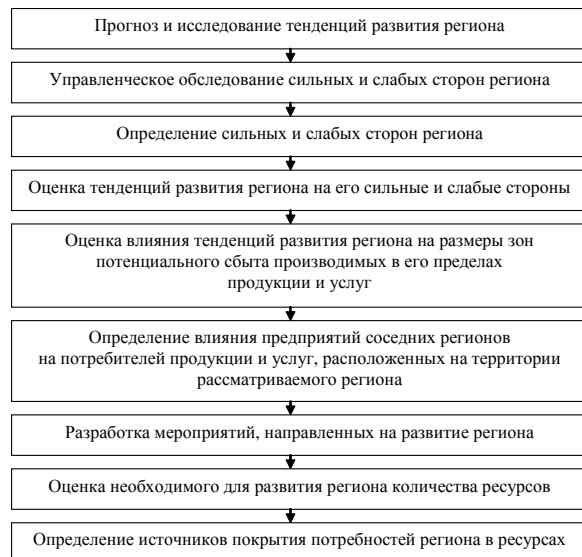 Прогноз и исследование тенденций развития региона
Управленческое обследование сильных и слабых сторон региона
Определение сильных и слабых сторон региона
Оценка тенденций развития региона на его сильные и слабые стороны
Оценка влияния тенденций развития региона на размеры зон
потенциального сбыта производимых в его пределах
продукции и услуг
Определение влияния предприятий соседних регионов
на потребителей продукции и услуг, расположенных на территории
рассматриваемого региона
Разработка мероприятий, направленных на развитие региона
Оценка необходимого для развития региона количества ресурсов
Определение источников покрытия потребностей региона в ресурсах